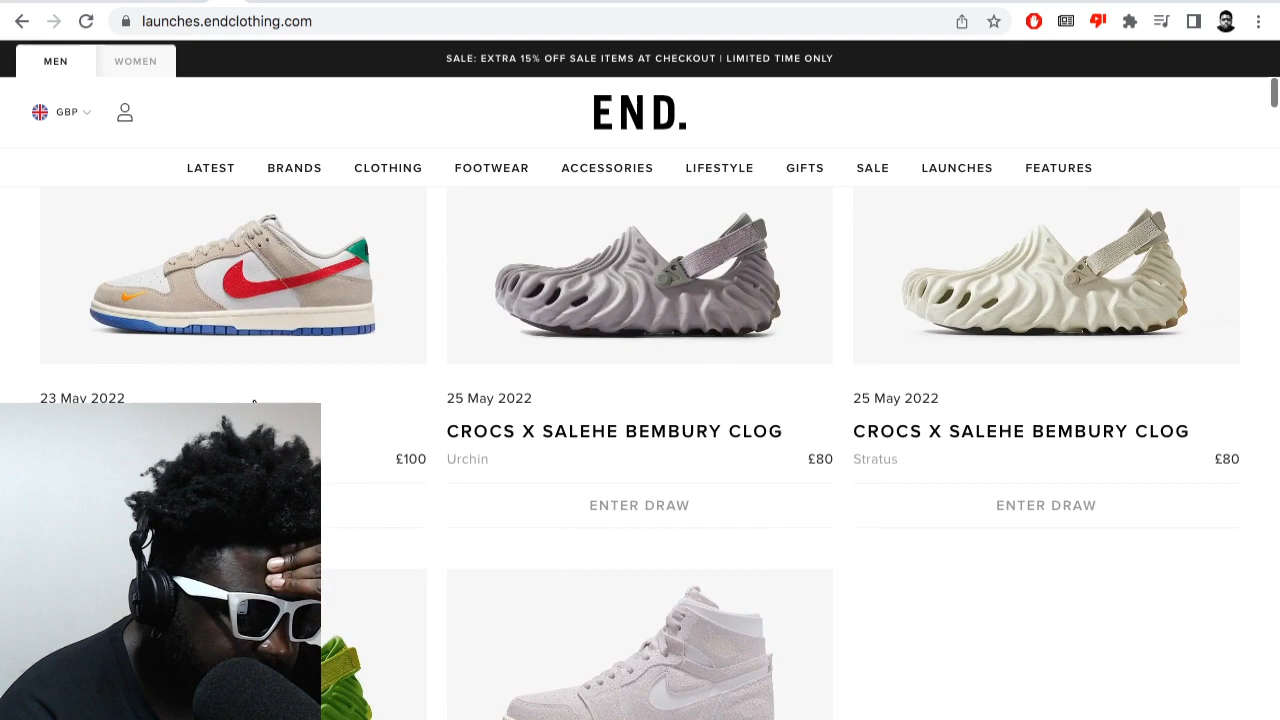 launches.endclothing.com
MEN WOMEN
SALE: EXTRA 15% OFF SALE ITEMS AT CHECKOUT | LIMITED TIME ONLY
GBP
END.
LATEST BRANDS CLOTHING FOOTWEAR ACCESSORIES LIFESTYLE GIFTS SALE LAUNCHES FEATURES
23 May 2022
£100
25 May 2022
CROCS X SALEHE BEMBURY CLOG
Urchin £80
ENTER DRAW
25 May 2022
CROCS X SALEHE BEMBURY CLOG
Stratus £80
ENTER DRAW